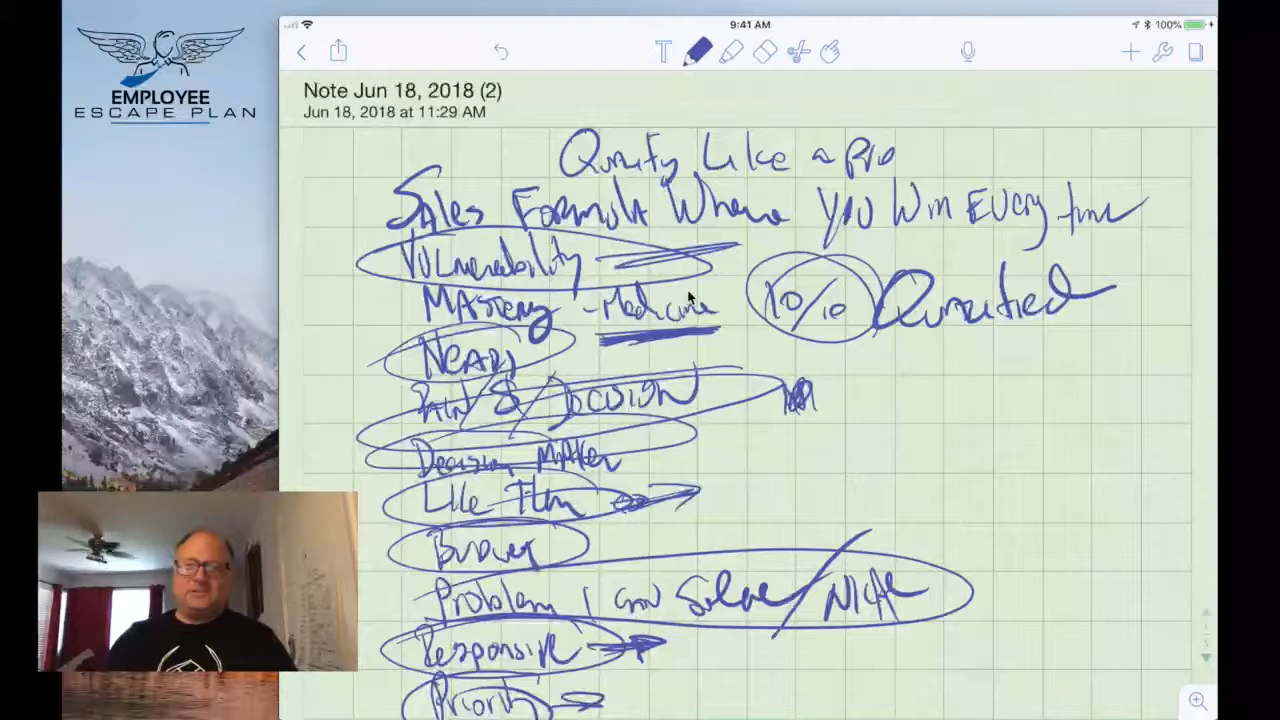 9:41 AM
100%
EMPLOYEE
ESCAPE PLAN
T
Note Jun 18, 2018 (2)
Jun 18, 2018 at 11:29 AM
Qualify Like a Pro
Sales Formula Where You Win Every time
Vulnerability
Mastery - Medicine
10/10 Qualified
Ready
Pain & / Decision
Decision Maker
Like Them
Budget
Problem I can Solve / Niche
Responsive
Priority